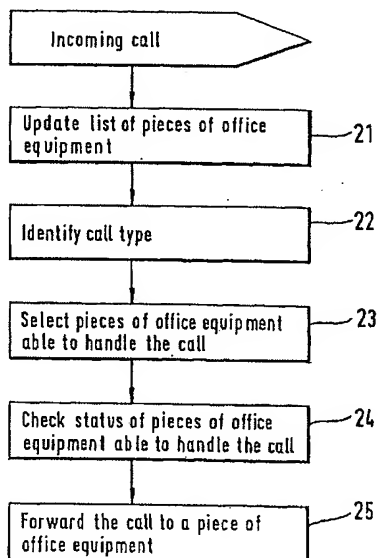 Incoming call
Update list of pieces of office
equipment
21
Identify call type
22
Select pieces of office equipment
able to handle the call
23
Check status of pieces of office
equipment able to handle the call
24
Forward the call to a piece of
office equipment
25